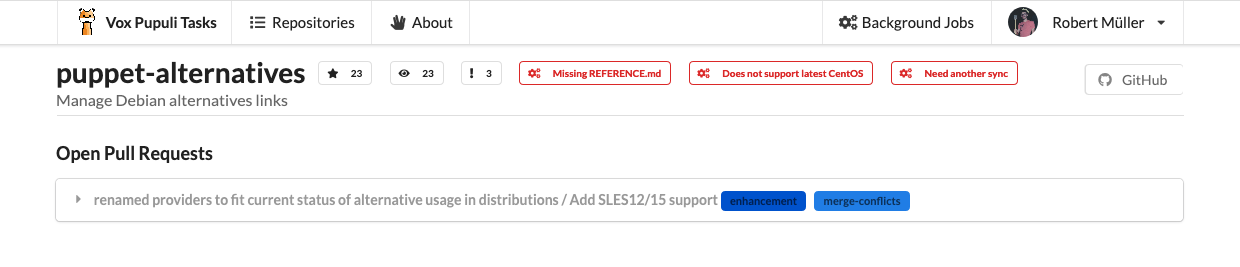 Vox Pupuli Tasks Repositories About Background Jobs Robert Müller
puppet-alternatives 23 23 3 Missing REFERENCE.md Does not support latest CentOS Need another sync GitHub
Manage Debian alternatives links
Open Pull Requests
renamed providers to fit current status of alternative usage in distributions / Add SLES12/15 support enhancement merge-conflicts